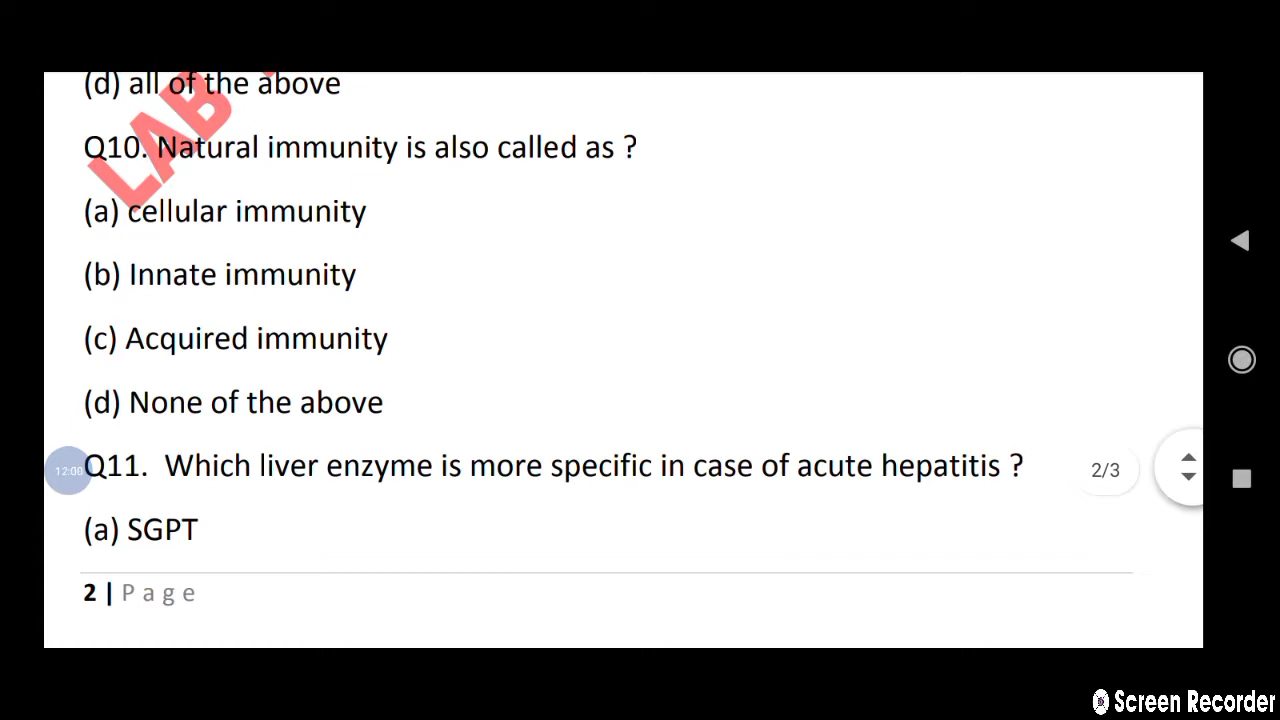 (d) all of the above
LAB
Q10. Natural immunity is also called as ?
(a) cellular immunity
(b) Innate immunity
(c) Acquired immunity
(d) None of the above
12:00
Q11.  Which liver enzyme is more specific in case of acute hepatitis ?
2/3
(a) SGPT
2 | P a g e
Screen Recorder